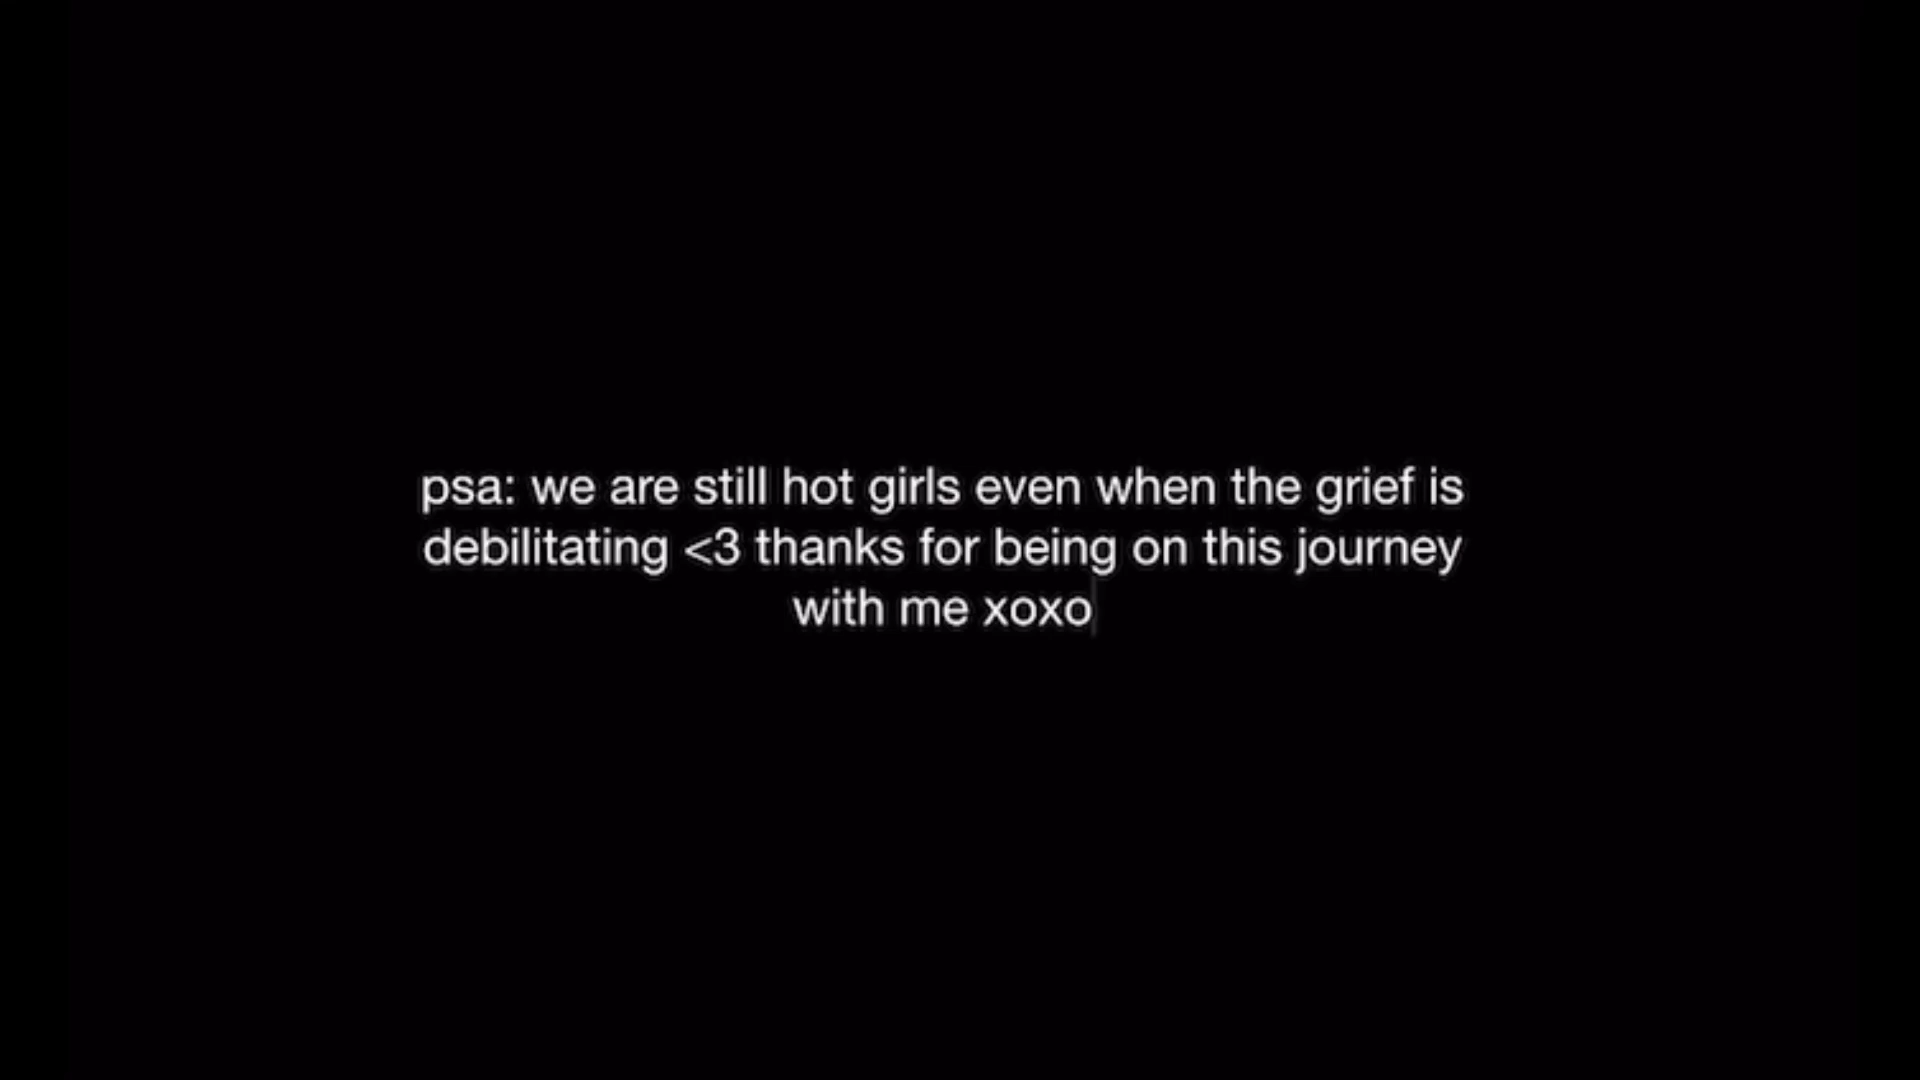 psa: we are still hot girls even when the grief is
debilitating <3 thanks for being on this journey
with me xoxo